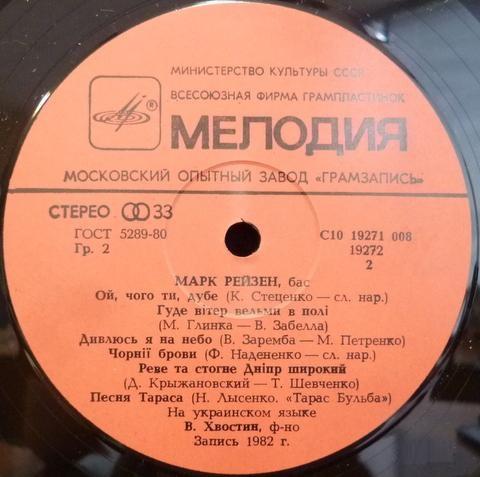 МИНИСТЕРСТВО КУЛЬТУРЫ СССР
ВСЕСОЮЗНАЯ ФИРМА ГРАМПЛАСТИНОК
®
МЕЛОДИЯ
МОСКОВСКИЙ ОПЫТНЫЙ ЗАВОД «ГРАМЗАПИСЬ»
СТЕРЕО 33
ГОСТ 5289-80
Гр. 2
С10 19271 008
19272
2
МАРК РЕЙЗЕН, бас
Ой, чого ти, дубе (К. Стеценко — сл. нар.)
Гуде вітер вельми в полі
(М. Глинка — В. Забелла)
Дивлюсь я на небо (В. Заремба — М. Петренко)
Чорнії брови (Ф. Надененко — сл. нар.)
Реве та стогне Дніпр широкий
(Д. Крыжановский — Т. Шевченко)
Песня Тараса (Н. Лысенко. «Тарас Бульба»)
На украинском языке
В. Хвостин, ф-но
Запись 1982 г.